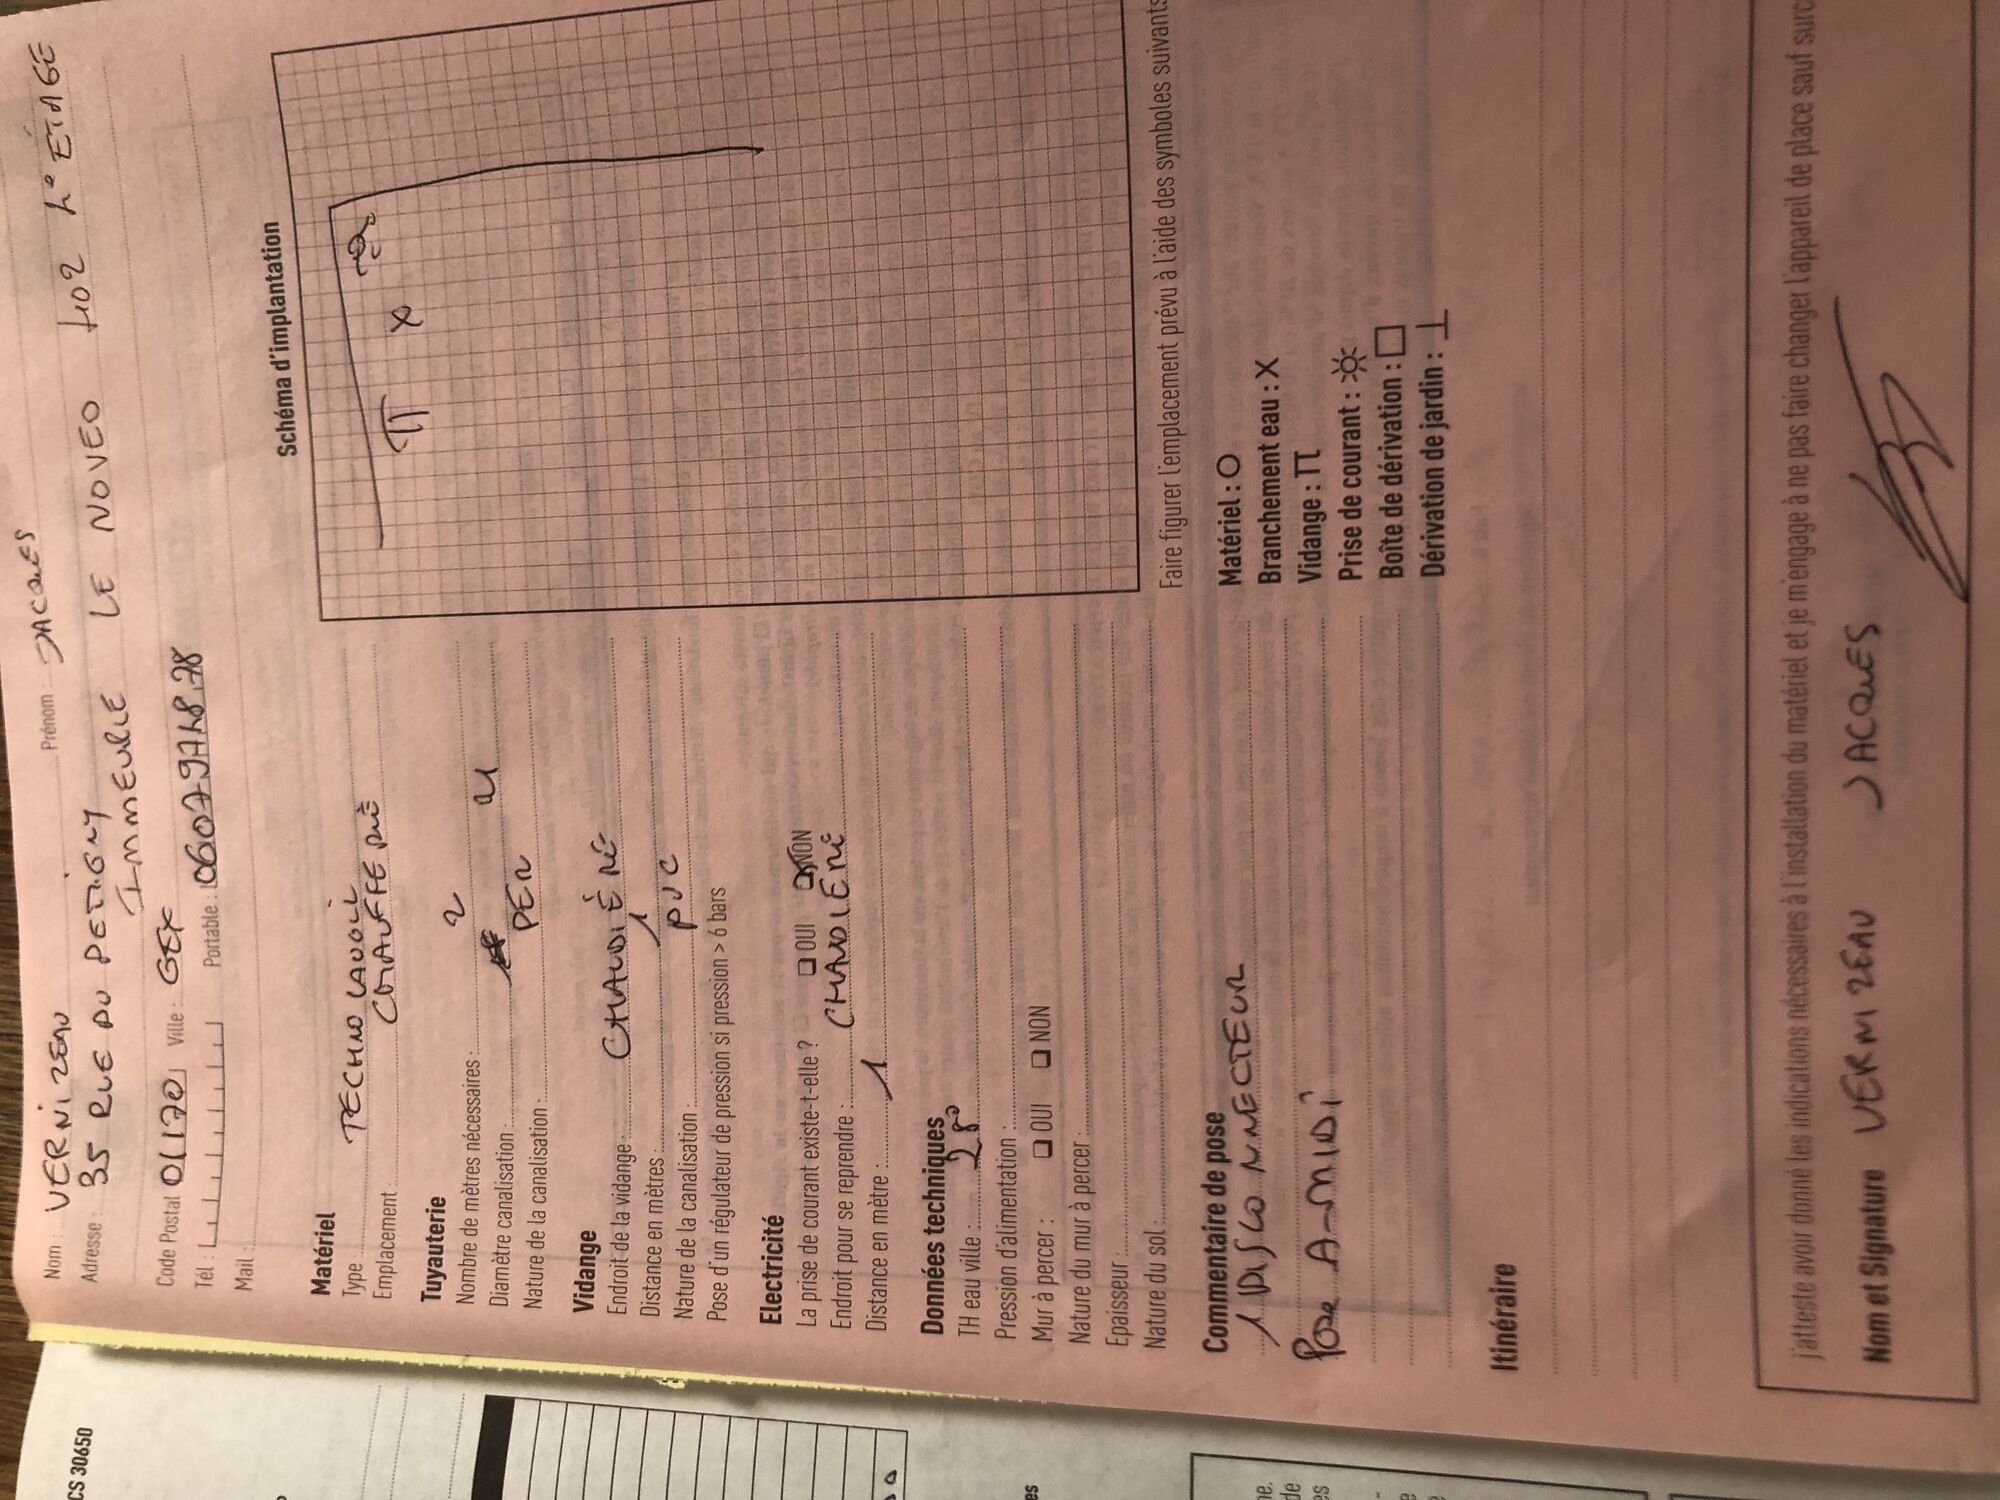 Nom : VERNIZEAU Prénom : JACQUES
Adresse : 35 RUE DU PETIGNY
IMMEUBLE LE NOVEO H02 ÉTAGE
Code Postal 01170 Ville : GEX
Tél : Portable :
Mail :
Matériel
Type : TECHNO
Emplacement : CHAUFFERIE
Tuyauterie
Nombre de mètres nécessaires : 2
Diamètre canalisation :
Nature de la canalisation : PER
Vidange
Endroit de la vidange : CHAUDIÈRE
Distance en mètres : 1
Nature de la canalisation : PVC
Pose d'un régulateur de pression si pression > 6 bars
Electricité
La prise de courant existe-t-elle ? ☐ OUI ☒ NON
Endroit pour se reprendre : CHAUDIERE
Distance en mètre : 1
Données techniques
TH eau ville : 28°
Pression d'alimentation :
Mur à percer : ☐ OUI ☐ NON
Nature du mur à percer :
Epaisseur :
Nature du sol :
Schéma d'implantation
π X
Faire figurer l'emplacement prévu à l'aide des symboles suivants
Matériel : O
Branchement eau : X
Vidange : π
Prise de courant : ☼
Boîte de dérivation : □
Dérivation de jardin : ⊥
Commentaire de pose
1 DISCONNECTEUR
POSE A-MIDI
Itinéraire
j'atteste avoir donné les indications nécessaires à l'installation du matériel et je m'engage à ne pas faire changer l'appareil de place sauf surc
Nom et Signature VERNIZEAU JACQUES
CS 30650